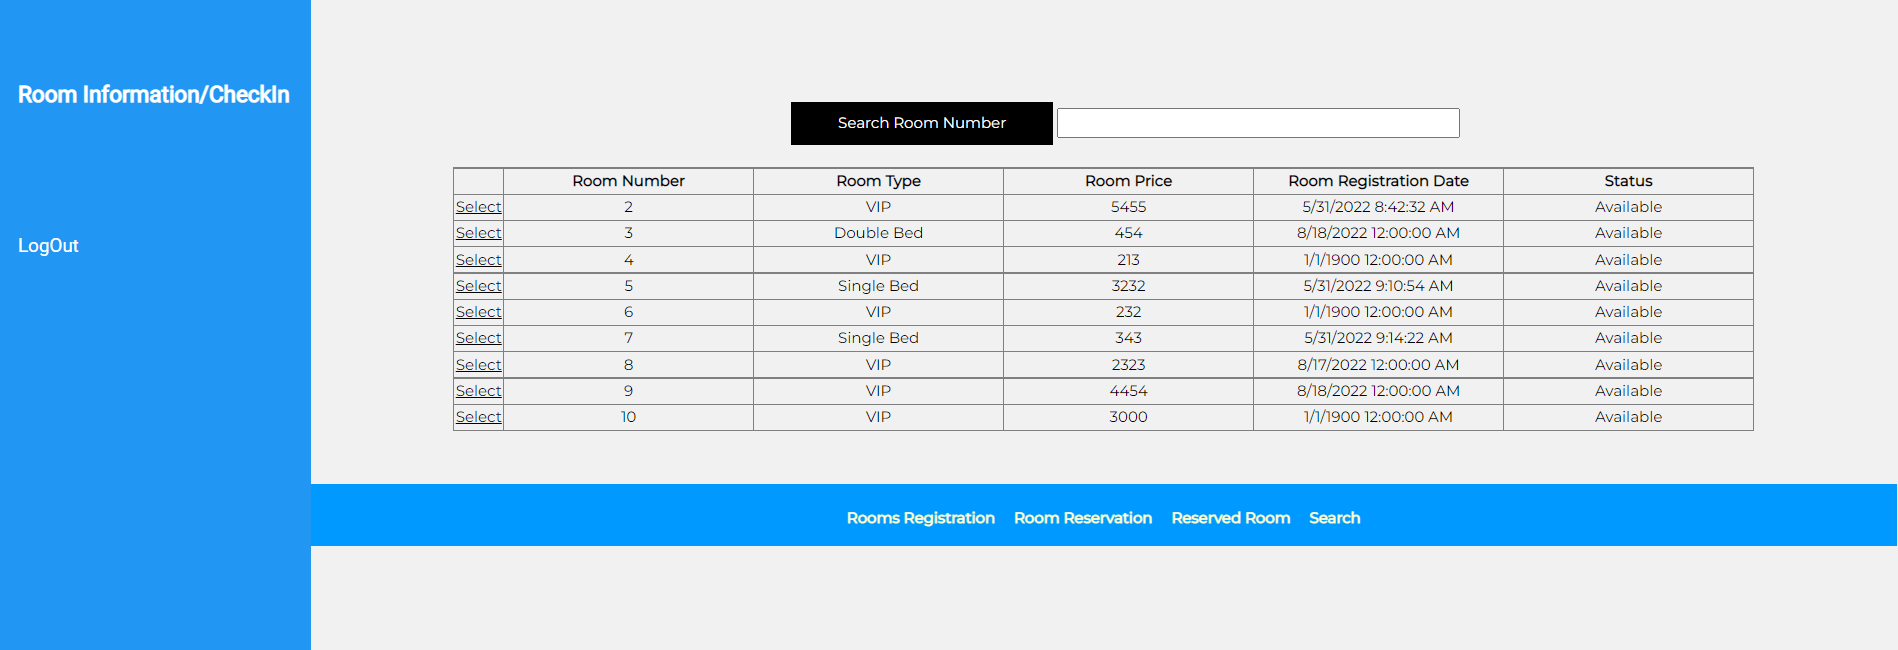 Room Information/CheckIn
LogOut
Search Room Number
Room Number Room Type Room Price Room Registration Date Status
Select 2 VIP 5455 5/31/2022 8:42:32 AM Available
Select 3 Double Bed 454 8/18/2022 12:00:00 AM Available
Select 4 VIP 213 1/1/1900 12:00:00 AM Available
Select 5 Single Bed 3232 5/31/2022 9:10:54 AM Available
Select 6 VIP 232 1/1/1900 12:00:00 AM Available
Select 7 Single Bed 343 5/31/2022 9:14:22 AM Available
Select 8 VIP 2323 8/17/2022 12:00:00 AM Available
Select 9 VIP 4454 8/18/2022 12:00:00 AM Available
Select 10 VIP 3000 1/1/1900 12:00:00 AM Available
Rooms Registration Room Reservation Reserved Room Search